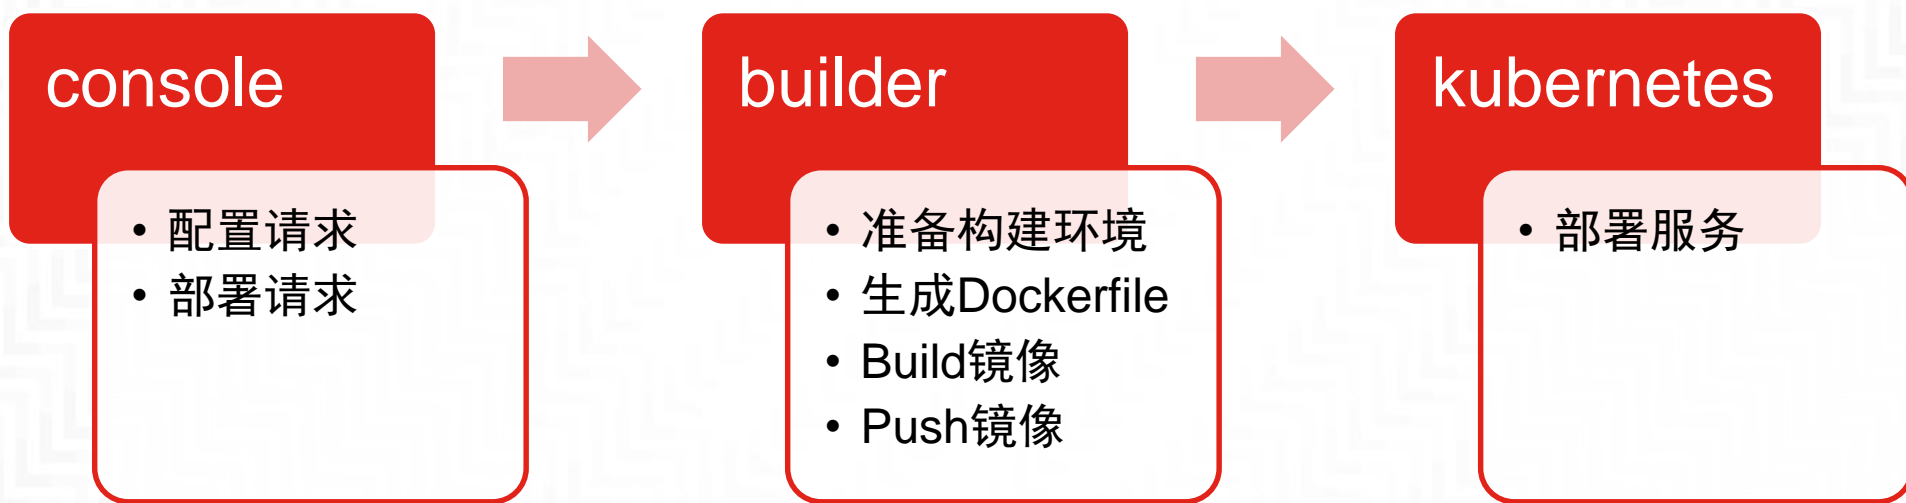 console
• 配置请求
• 部署请求
builder
• 准备构建环境
• 生成Dockerfile
• Build镜像
• Push镜像
kubernetes
• 部署服务